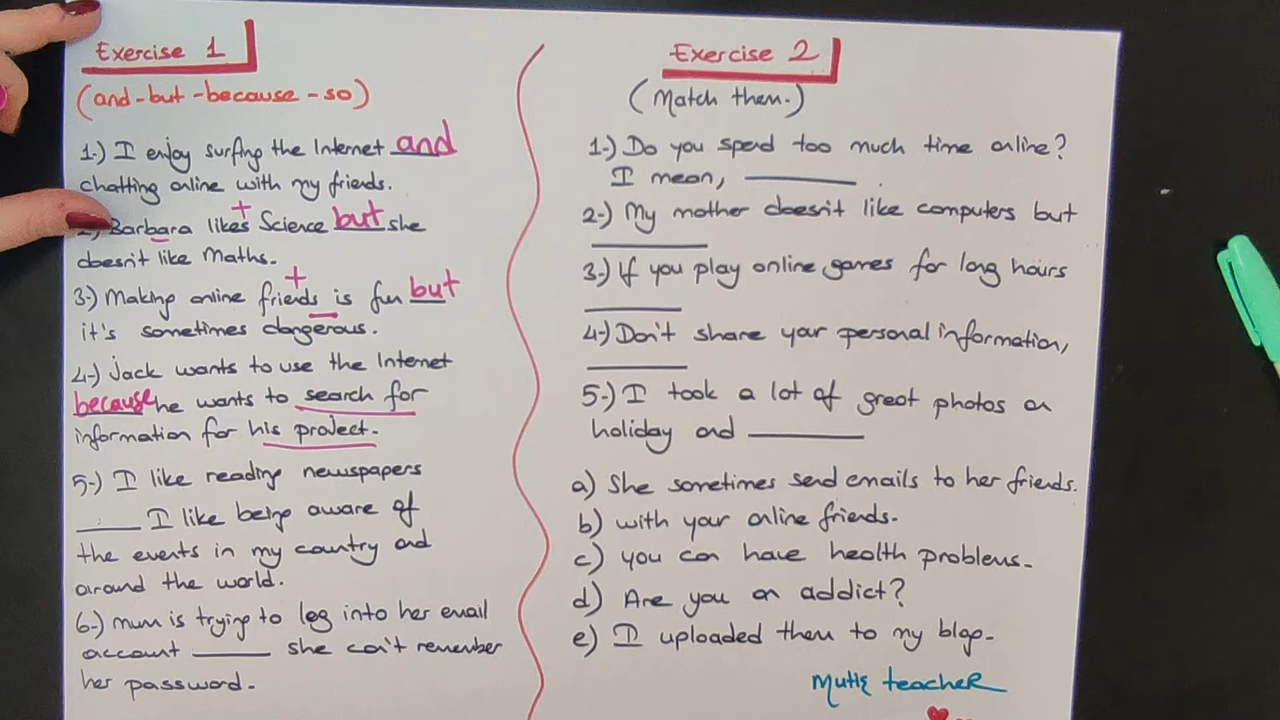 Exercise 1
(and-but-because-so)
1-) I enjoy surfing the Internet and
chatting online with my friends.
2) Barbara likes Science but she
doesn't like Maths.
3-) Making online friends is fun but
it's sometimes dangerous.
4-) Jack wants to use the Internet
because he wants to search for
information for his project.
5-) I like reading newspapers
______ I like being aware of
the events in my country and
around the world.
6-) Mum is trying to log into her email
account ______ she can't remember
her password.
Exercise 2
(Match them.)
1-) Do you spend too much time online?
I mean, ______.
2-) My mother doesn't like computers but
______
3-) If you play online games for long hours
______
4-) Don't share your personal information,
______
5-) I took a lot of great photos on
holiday and ______
a) She sometimes send emails to her friends.
b) with your online friends.
c) you can have health problems.
d) Are you an addict?
e) I uploaded them to my blog.
teacher